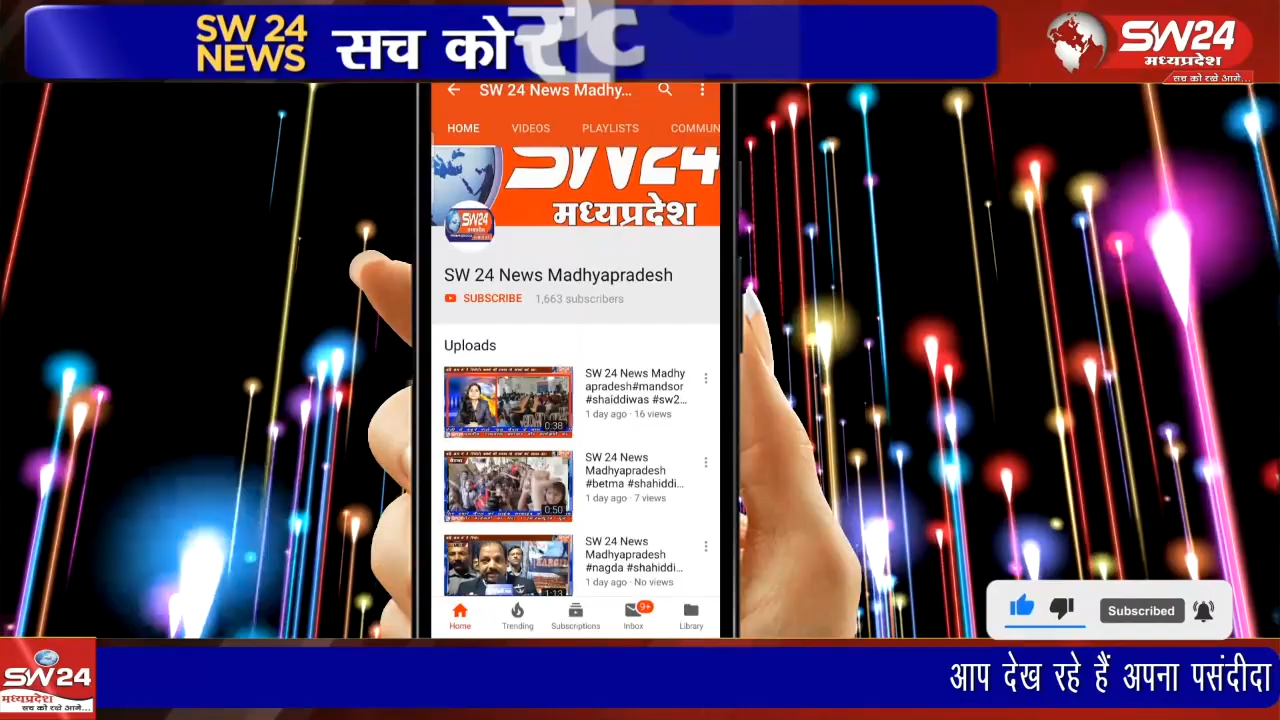 SW 24
NEWS
सच को
SW24
मध्यप्रदेश
सच को रखे आगे...
SW 24 News Madhy...
HOME VIDEOS PLAYLISTS COMMUN
SW24
मध्यप्रदेश
SW24
SW 24 News Madhyapradesh
SUBSCRIBE 1,663 subscribers
Uploads
SW 24 News Madhy
apradesh#mandsor
#shaiddiwas #sw2...
1 day ago · 16 views
0:38
SW 24 News
Madhyapradesh
#betma #shahiddi...
1 day ago · 7 views
0:50
SW 24 News
Madhyapradesh
#nagda #shahiddi...
1 day ago · No views
1:13
9+
Home Trending Subscriptions Inbox Library
Subscribed
SW24
मध्यप्रदेश
सच को रखे आगे...
आप देख रहे हैं अपना पसंदीदा